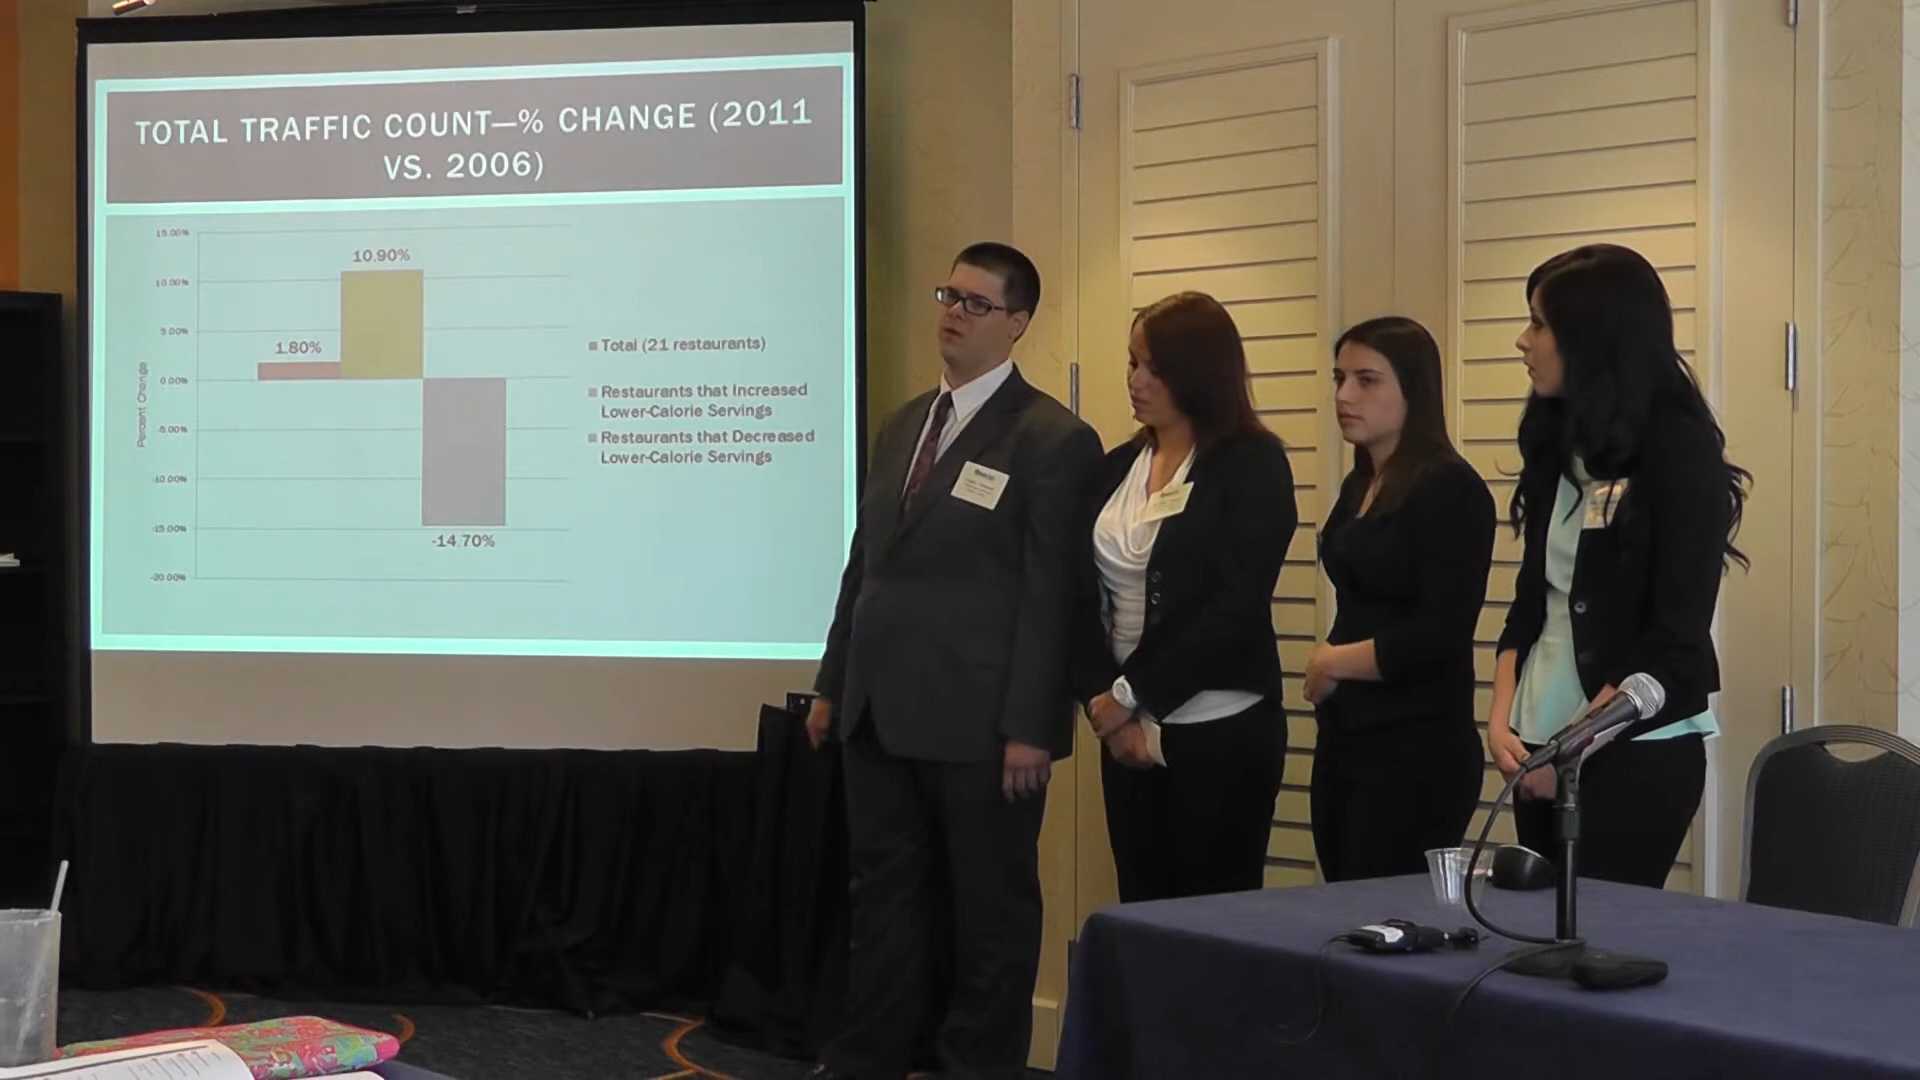 TOTAL TRAFFIC COUNT—% CHANGE (2011
VS. 2006)
15.00%
10.00%
5.00%
0.00%
-5.00%
-10.00%
-15.00%
-20.00%
Percent Change
1.80%
10.90%
-14.70%
Total (21 restaurants)
Restaurants that Increased
Lower-Calorie Servings
Restaurants that Decreased
Lower-Calorie Servings